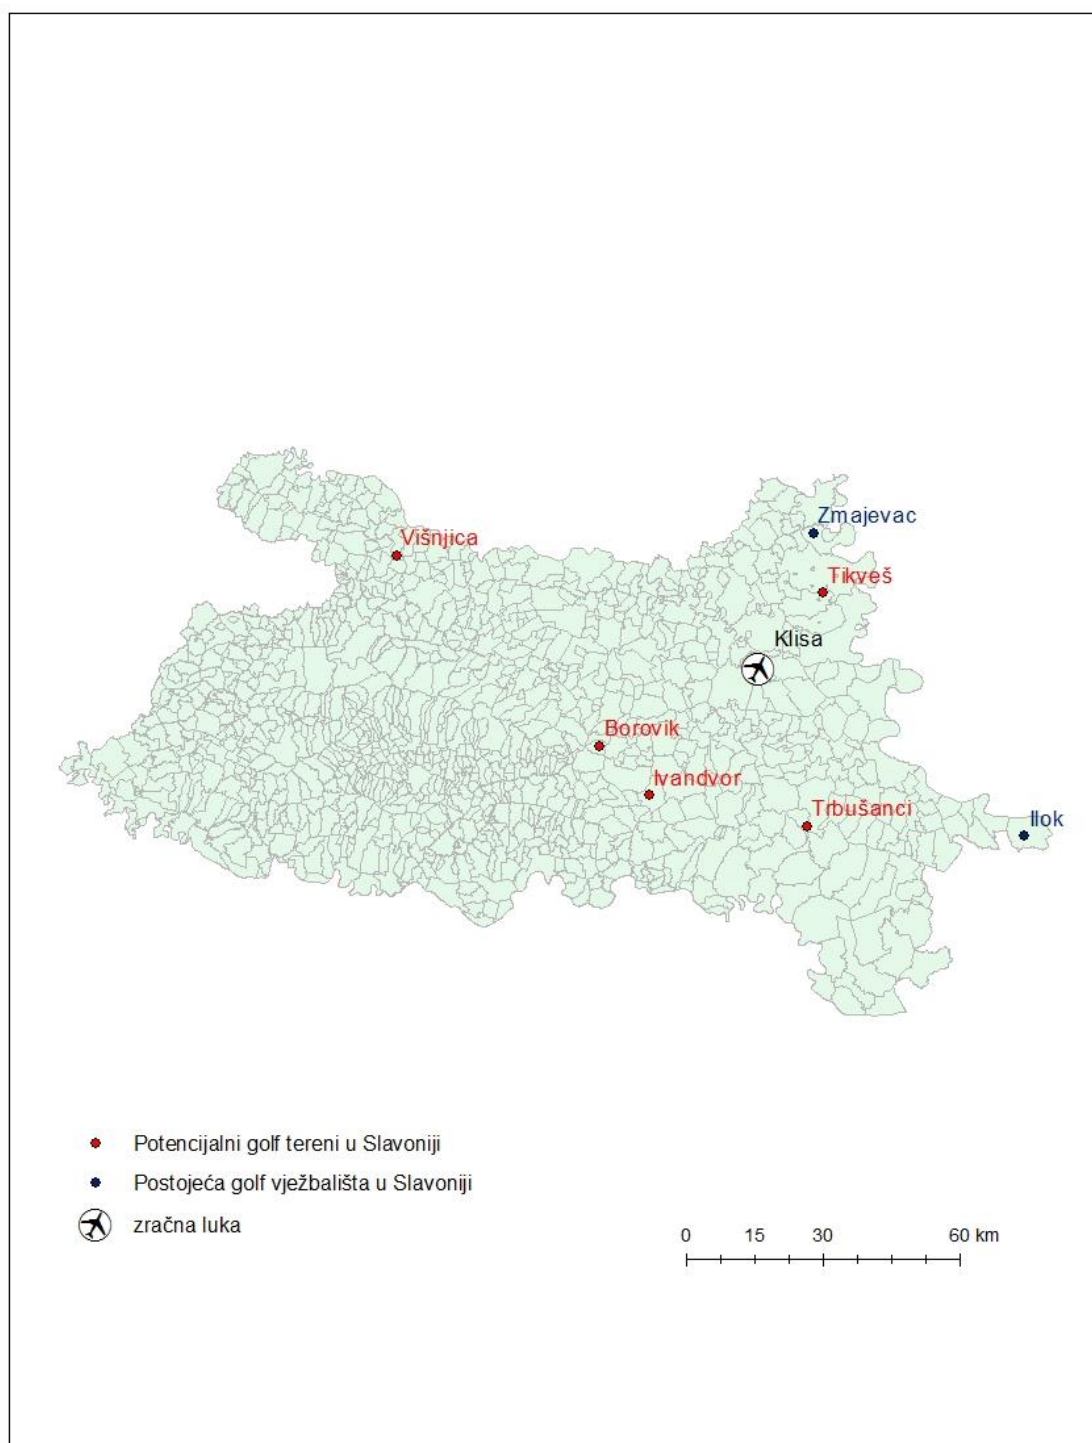 Zmajevac
Višnjica
Tikveš
Klisa
Borovik
Ivandvor
Trbušanci
Ilok
Potencijalni golf tereni u Slavoniji
Postojeća golf vježbališta u Slavoniji
zračna luka
0 15 30 60 km